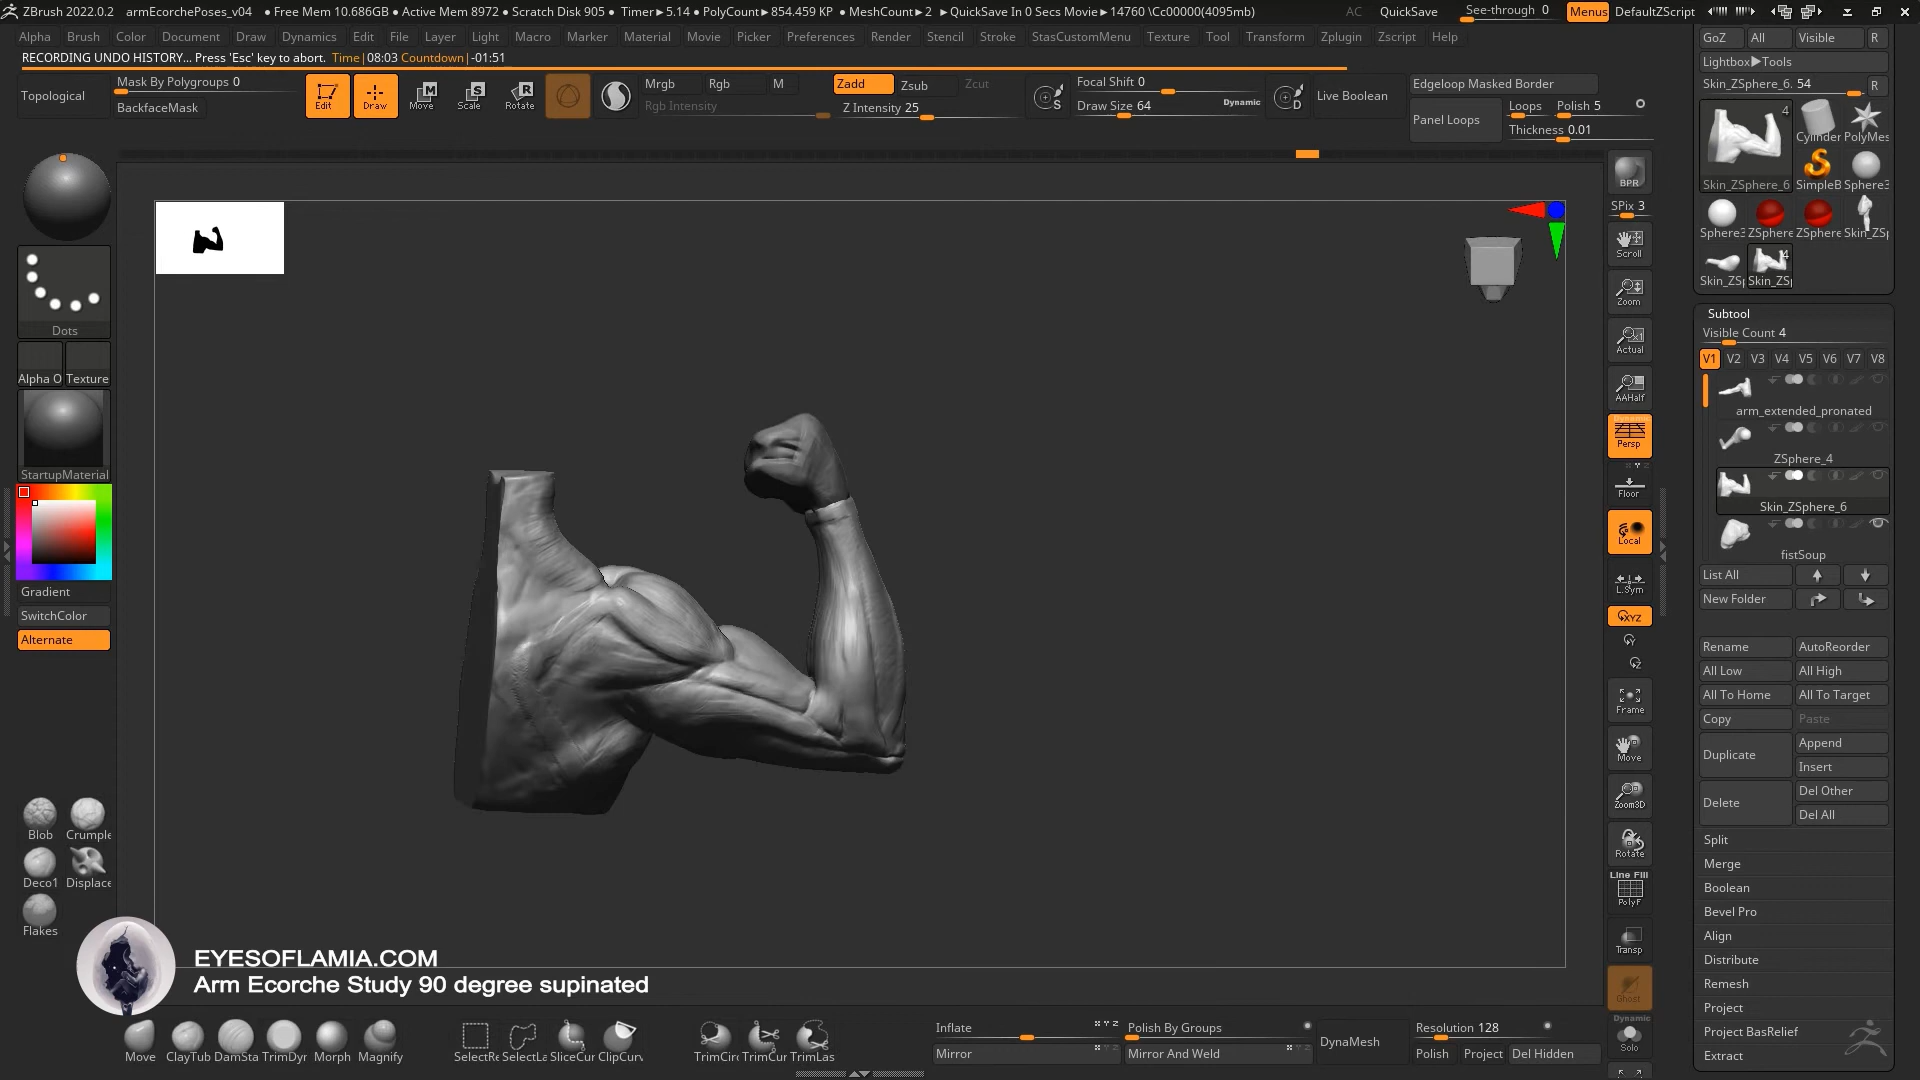 ZBrush 2022.0.2 armEcorchePoses_v04 ● Free Mem 10.686GB ● Active Mem 8972 ● Scratch Disk 905 ● Timer►5.14 ● PolyCount►854.459 KP ● MeshCount►2 ►QuickSave In 0 Secs Movie►14760 \Cc00000(4095mb) AC QuickSave See-through 0 Menus DefaultZScript
Alpha Brush Color Document Draw Dynamics Edit File Layer Light Macro Marker Material Movie Picker Preferences Render Stencil Stroke StasCustomMenu Texture Tool Transform Zplugin Zscript Help
GoZ All Visible R
RECORDING UNDO HISTORY... Press 'Esc' key to abort. Time|08:03 Countdown|-01:51
Lightbox►Tools
Topological
Mask By Polygroups 0
BackfaceMask
Edit Draw Move Scale Rotate
Mrgb Rgb M
Rgb Intensity
Zadd Zsub Zcut
Z Intensity 25
S
Focal Shift 0
Draw Size 64 Dynamic
D
Live Boolean
Edgeloop Masked Border
Panel Loops
Loops Polish 5
Thickness 0.01
Skin_ZSphere_6. 54 R
4
Cylinder PolyMes
Skin_ZSphere_6 SimpleB Sphere3
Sphere3 ZSphere ZSphere Skin_ZSp
4
Skin_ZSp Skin_ZSp
Dots
Alpha O Texture
StartupMaterial
Gradient
SwitchColor
Alternate
Blob Crumple
Deco1 Displace
Flakes
BPR
SPix 3
Scroll
Zoom
Actual
AAHalf
Dynamic
Persp
Floor
Local
L.Sym
XYZ
Y
Z
Frame
Move
Zoom3D
Rotate
Line Fill
PolyF
Transp
Ghost
Dynamic
Solo
Subtool
Visible Count 4
V1 V2 V3 V4 V5 V6 V7 V8
arm_extended_pronated
ZSphere_4
Skin_ZSphere_6
fistSoup
List All
New Folder
Rename AutoReorder
All Low All High
All To Home All To Target
Copy Paste
Duplicate Append
Insert
Delete Del Other
Del All
Split
Merge
Boolean
Bevel Pro
Align
Distribute
Remesh
Project
Project BasRelief
Extract
EYESOFLAMIA.COM
Arm Ecorche Study 90 degree supinated
Move ClayTub DamSta TrimDyr Morph Magnify SelectRe SelectLa SliceCur ClipCurv TrimCirc TrimCur TrimLas
Inflate Polish By Groups
Mirror Mirror And Weld
DynaMesh
Resolution 128
Polish Project Del Hidden